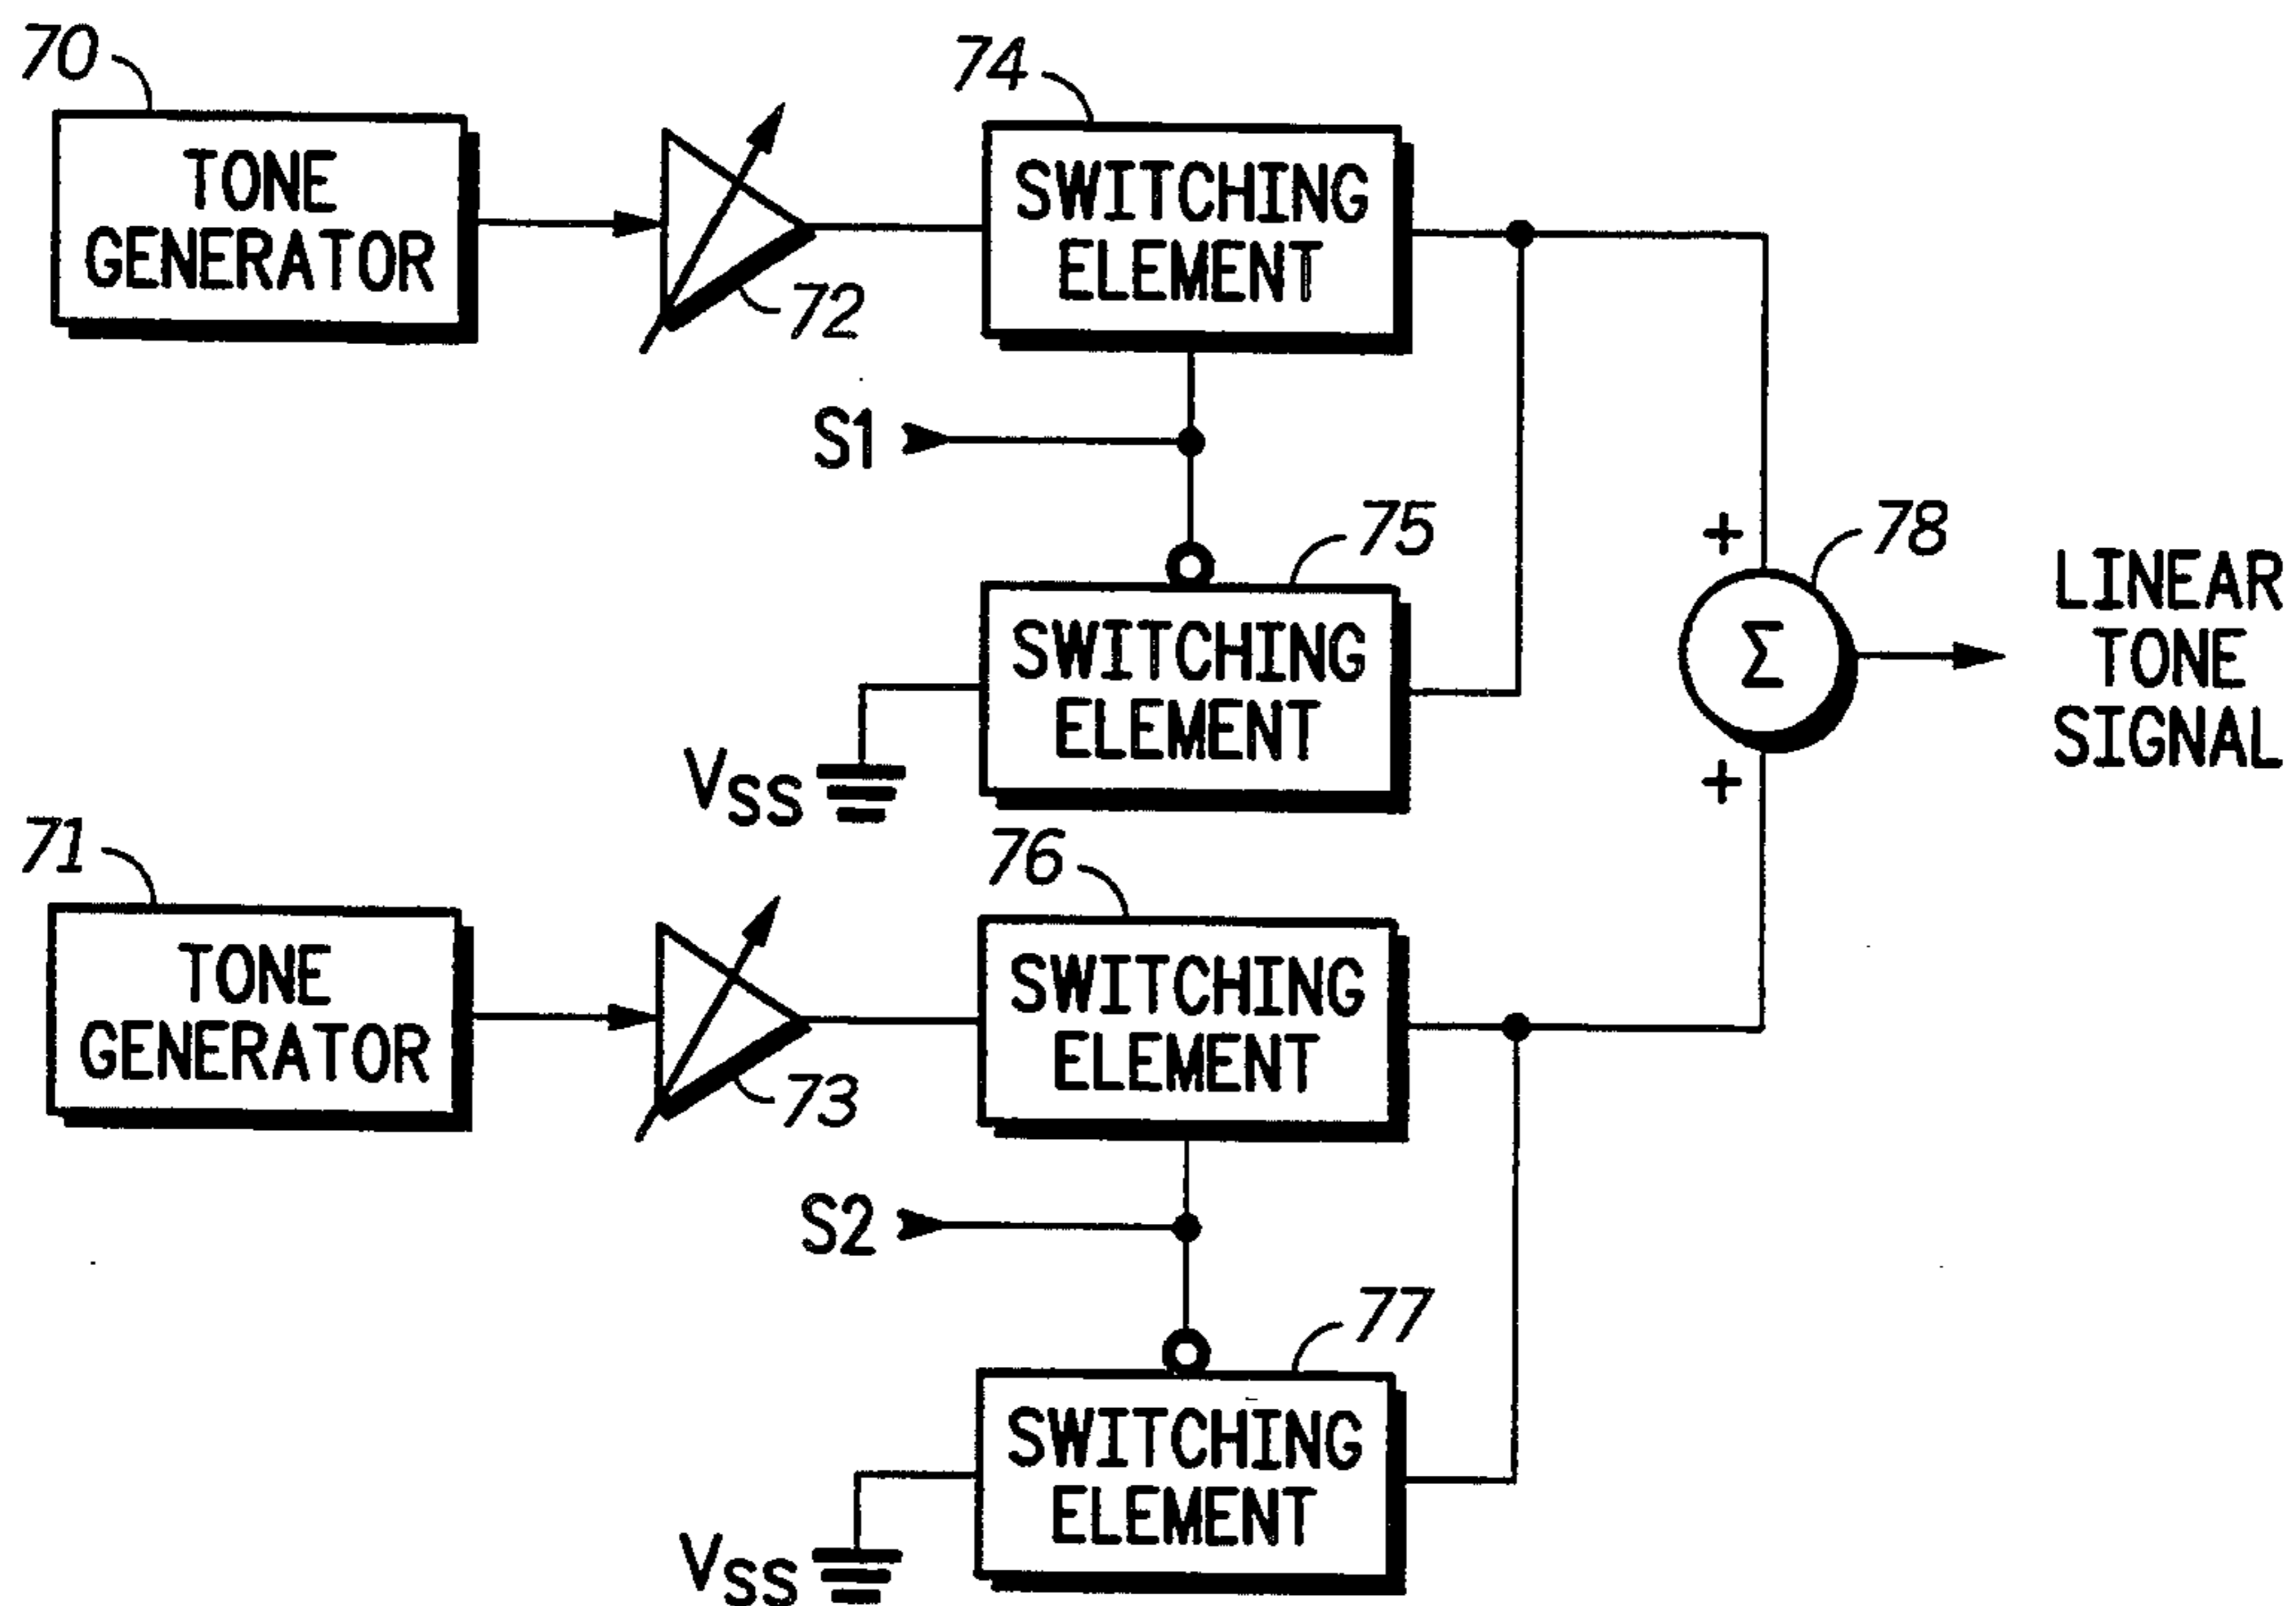 70
TONE
GENERATOR
72
74
SWITCHING
ELEMENT
S1
75
SWITCHING
ELEMENT
VSS
+
78
Σ
+
LINEAR
TONE
SIGNAL
71
TONE
GENERATOR
73
76
SWITCHING
ELEMENT
S2
77
SWITCHING
ELEMENT
VSS